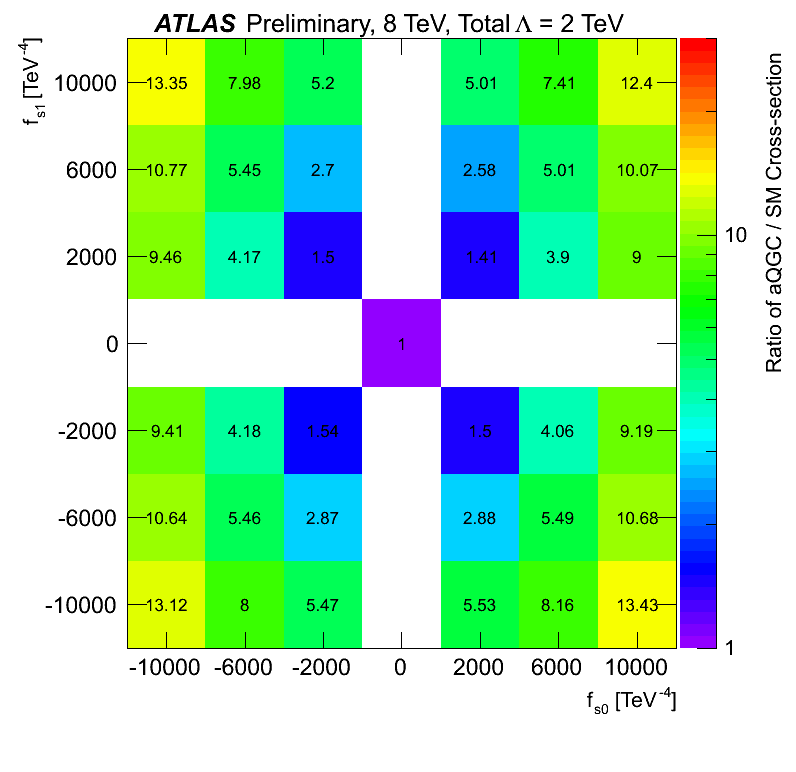 ATLAS Preliminary, 8 TeV, Total Λ = 2 TeV
f_s1 [TeV^-4]
10000 13.35 7.98 5.2 5.01 7.41 12.4
6000 10.77 5.45 2.7 2.58 5.01 10.07
2000 9.46 4.17 1.5 1.41 3.9 9
0 1
-2000 9.41 4.18 1.54 1.5 4.06 9.19
-6000 10.64 5.46 2.87 2.88 5.49 10.68
-10000 13.12 8 5.47 5.53 8.16 13.43
-10000 -6000 -2000 0 2000 6000 10000
f_s0 [TeV^-4]
10
1
Ratio of aQGC / SM Cross-section